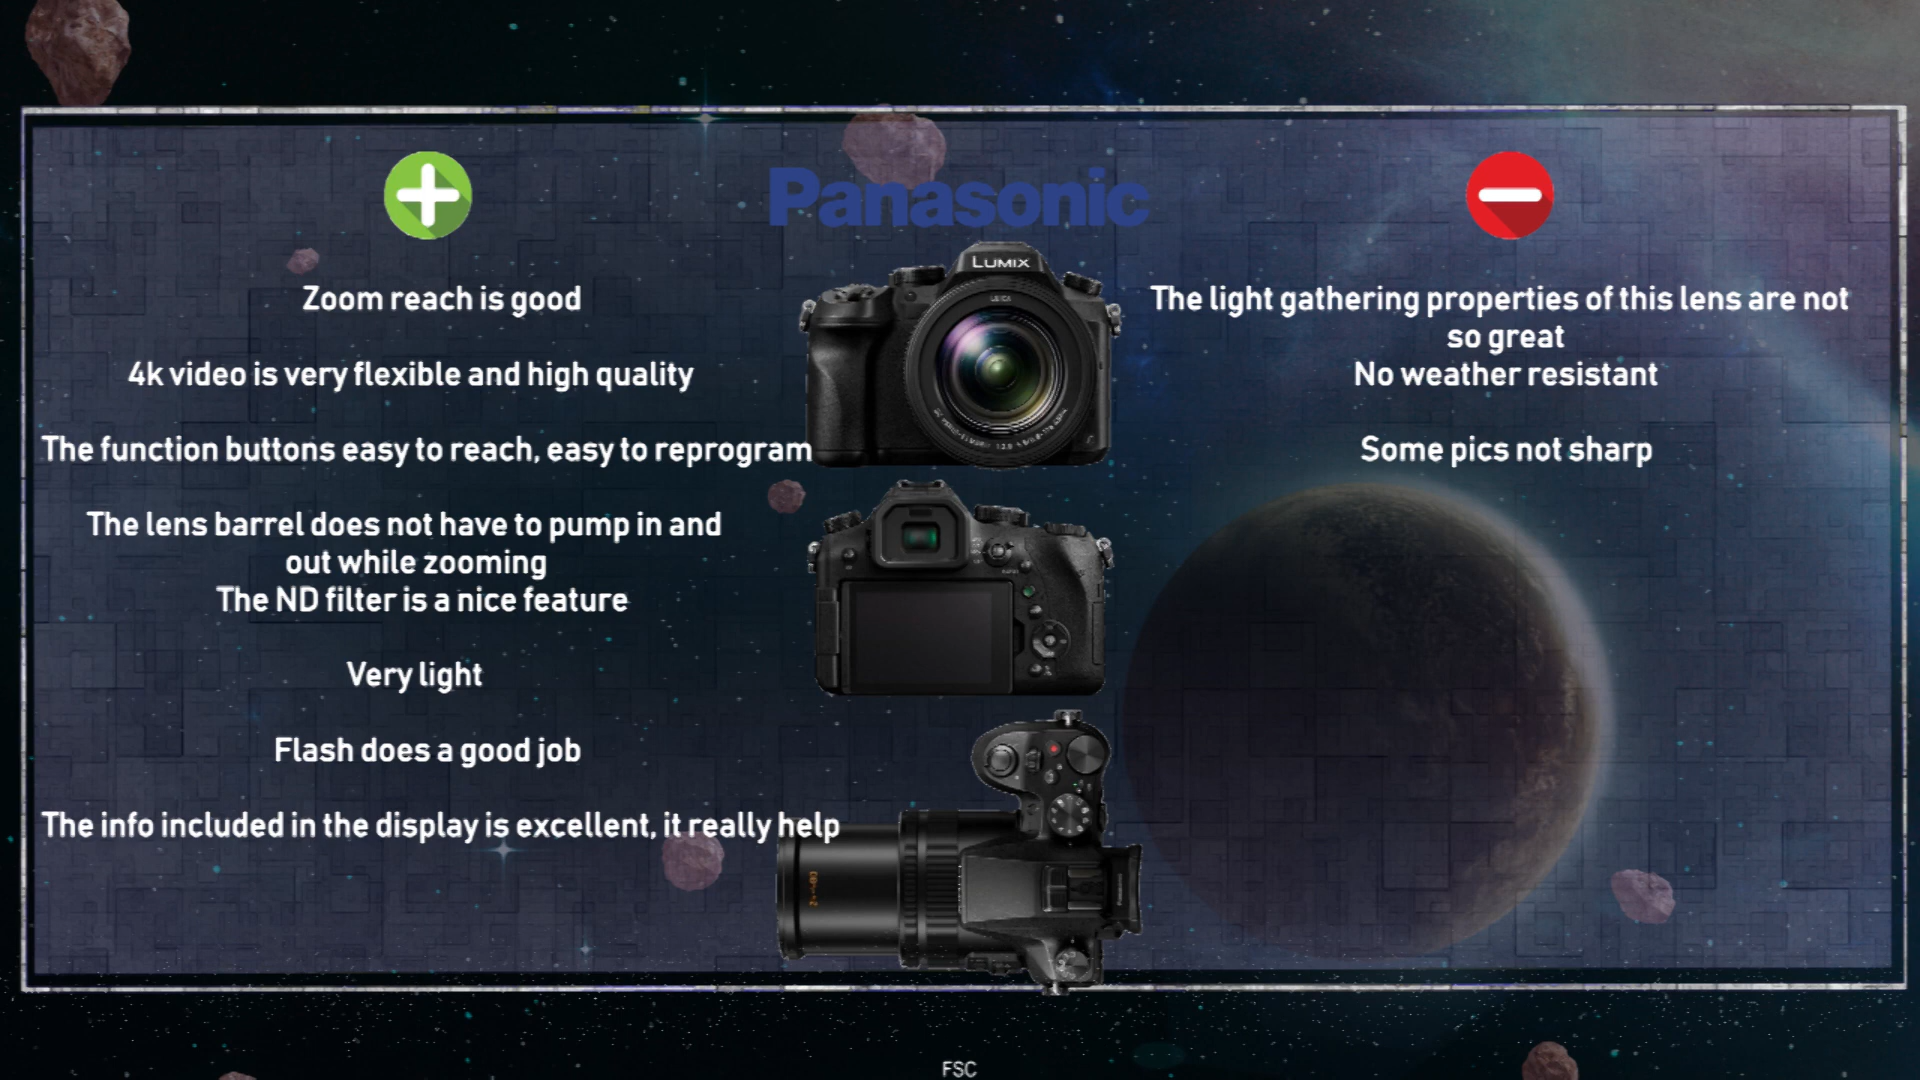 Panasonic
LUMIX
LEICA
Zoom reach is good
4k video is very flexible and high quality
The function buttons easy to reach, easy to reprogram
The lens barrel does not have to pump in and
out while zooming
The ND filter is a nice feature
Very light
Flash does a good job
The info included in the display is excellent, it really help
The light gathering properties of this lens are not
so great
No weather resistant
Some pics not sharp
FSC